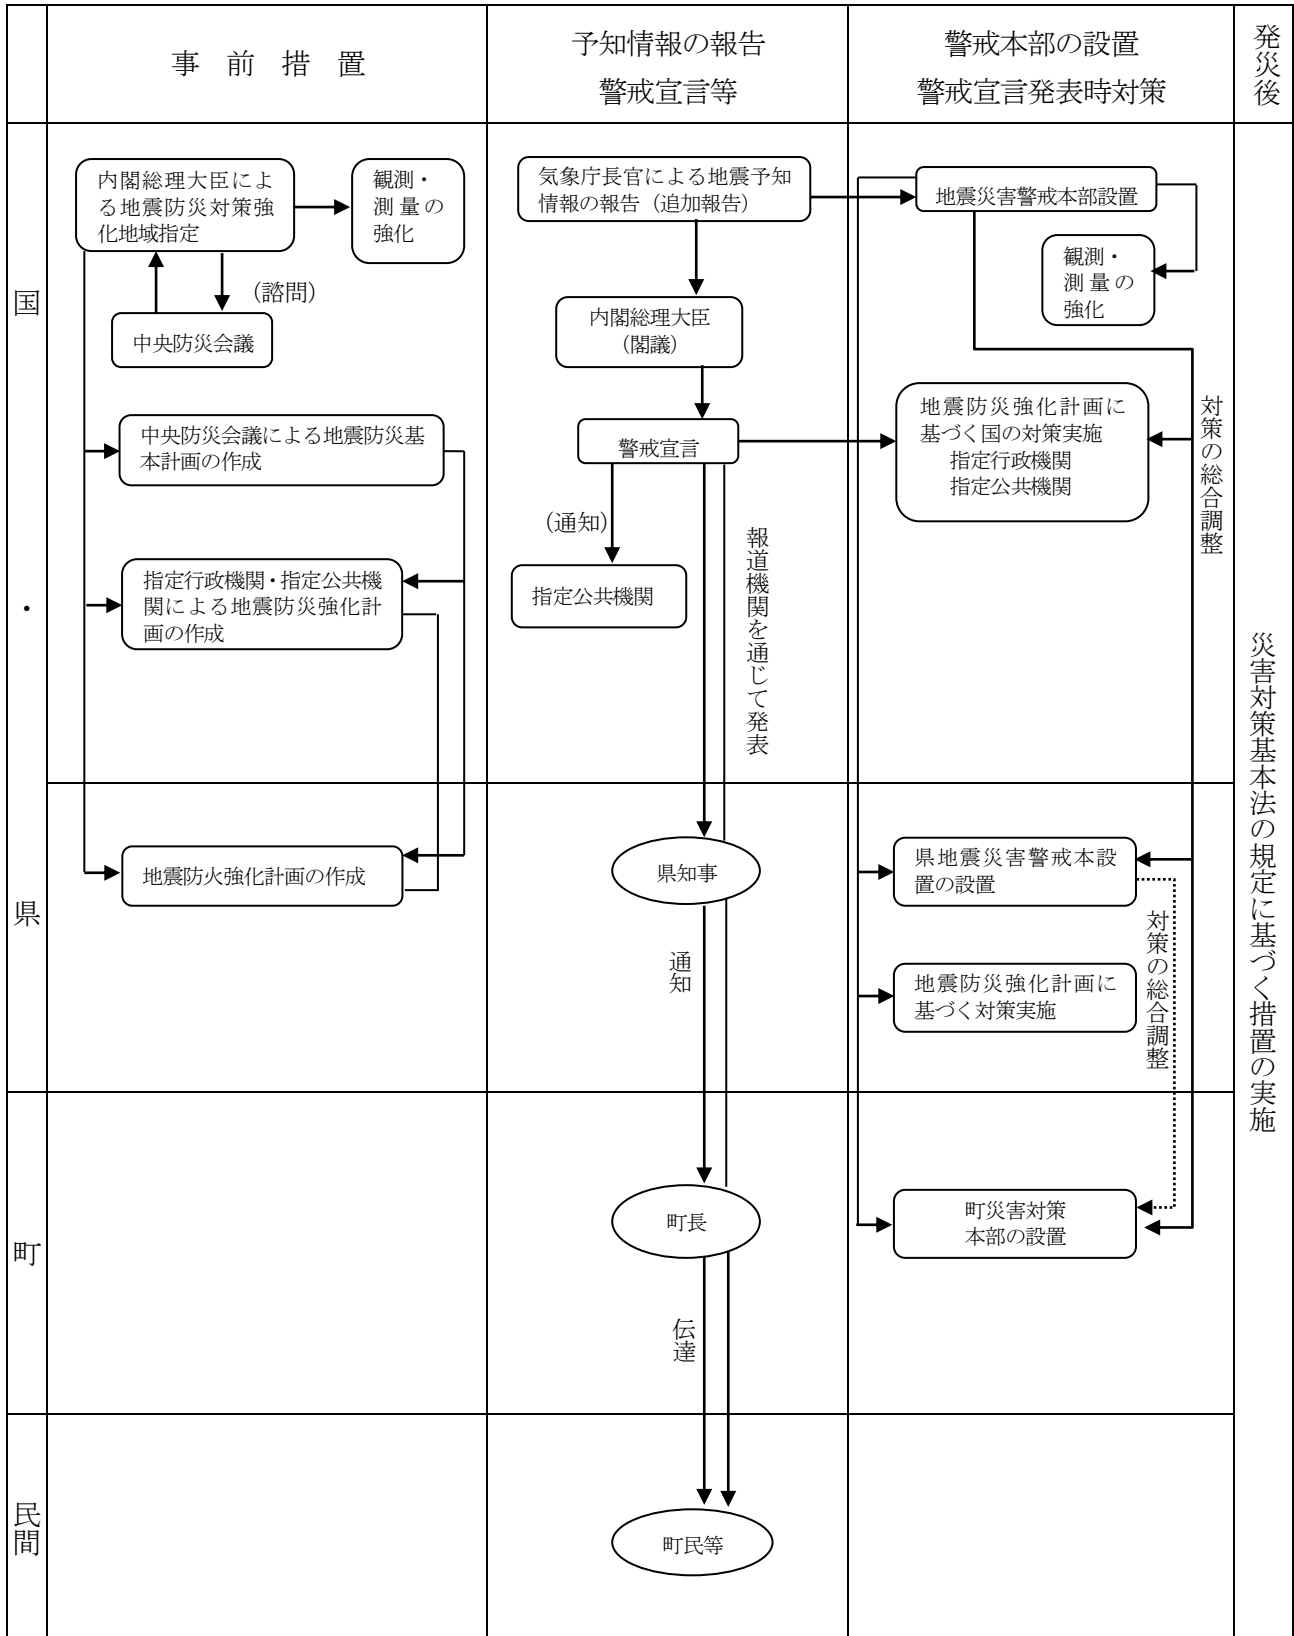 事 前 措 置
予知情報の報告
警戒宣言等
警戒本部の設置
警戒宣言発表時対策
発災後
国
・
県
町
民間
内閣総理大臣によ
る地震防災対策強
化地域指定
観測・
測量の
強化
(諮問)
中央防災会議
中央防災会議による地震防災基
本計画の作成
指定行政機関・指定公共機
関による地震防災強化計
画の作成
地震防火強化計画の作成
気象庁長官による地震予知
情報の報告（追加報告）
内閣総理大臣
（閣議）
警戒宣言
(通知)
指定公共機関
報道機関を通じて発表
県知事
通知
町長
伝達
町民等
地震災害警戒本部設置
観測・
測量の
強化
地震防災強化計画に
基づく国の対策実施
指定行政機関
指定公共機関
対策の総合調整
県地震災害警戒本設
置の設置
地震防災強化計画に
基づく対策実施
対策の総合調整
町災害対策
本部の設置
災害対策基本法の規定に基づく措置の実施